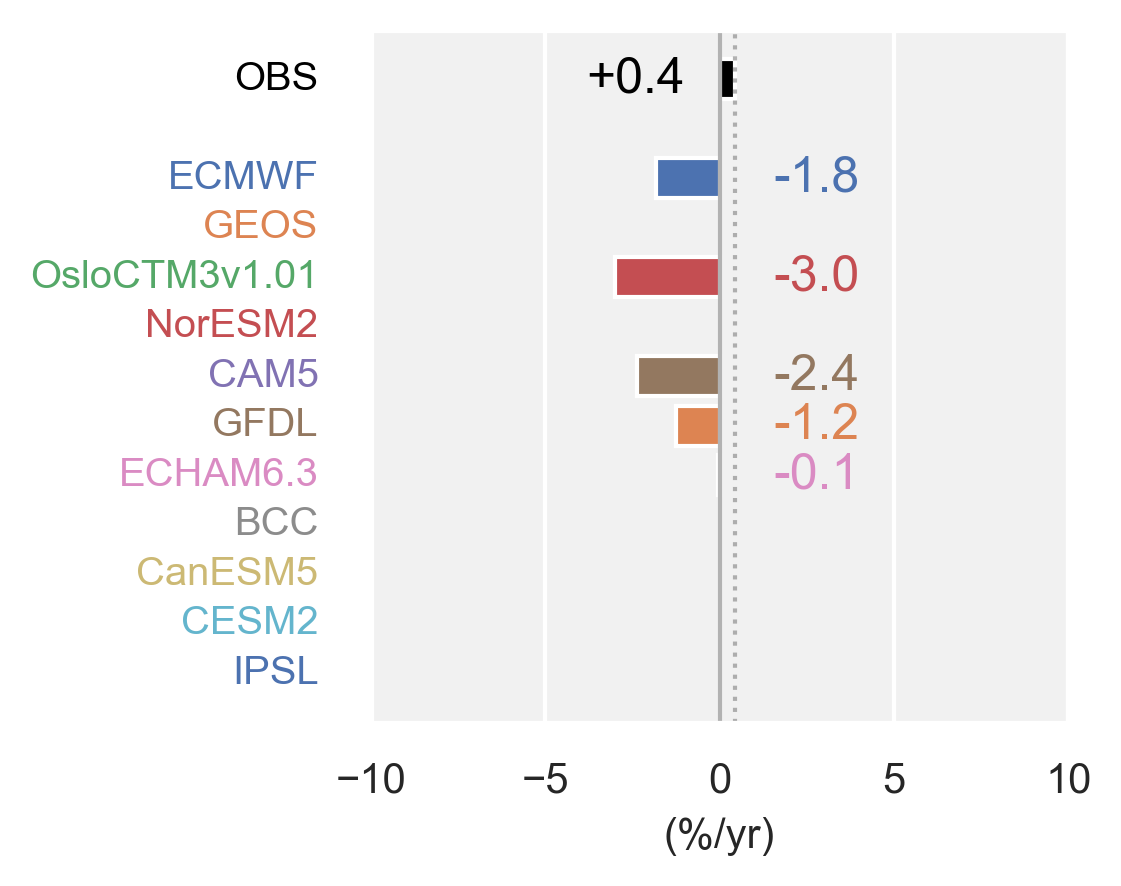 OBS +0.4
ECMWF -1.8
GEOS
OsloCTM3v1.01 -3.0
NorESM2
CAM5 -2.4
GFDL -1.2
ECHAM6.3 -0.1
BCC
CanESM5
CESM2
IPSL
−10 −5 0 5 10
(%/yr)